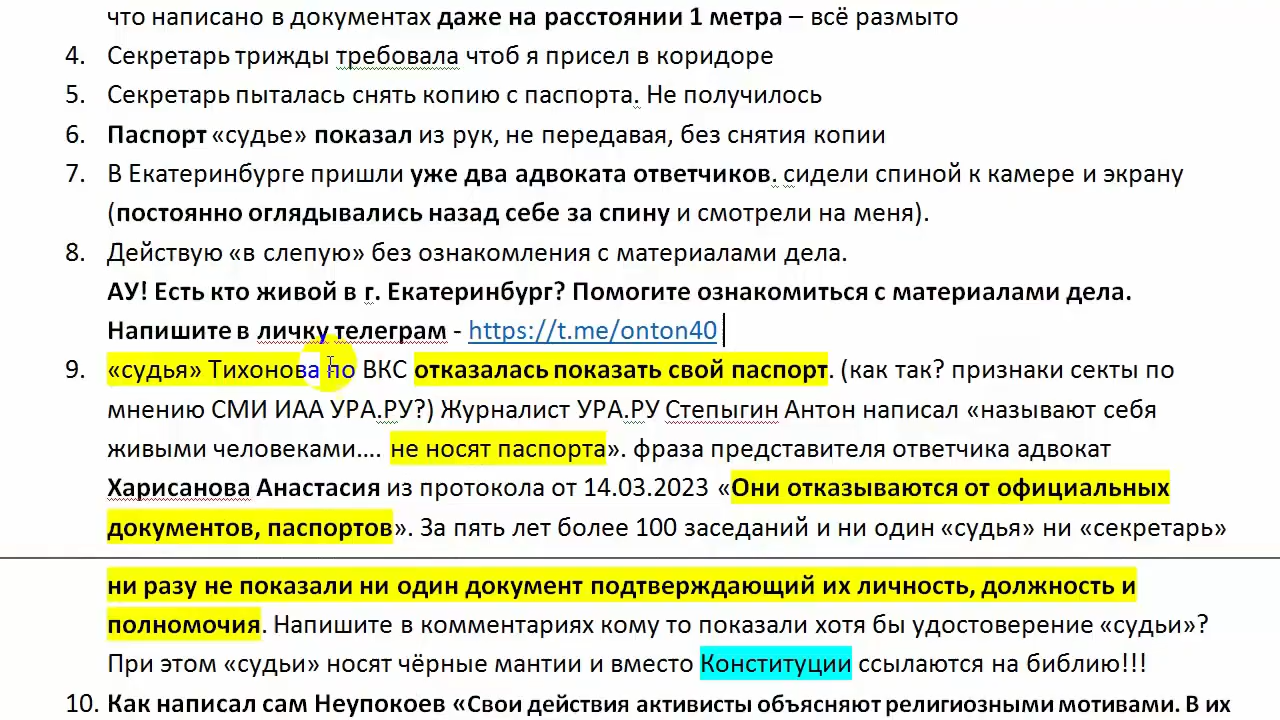 что написано в документах даже на расстоянии 1 метра – всё размыто
4. Секретарь трижды требовала чтоб я присел в коридоре
5. Секретарь пыталась снять копию с паспорта. Не получилось
6. Паспорт «судье» показал из рук, не передавая, без снятия копии
7. В Екатеринбурге пришли уже два адвоката ответчиков. сидели спиной к камере и экрану
(постоянно оглядывались назад себе за спину и смотрели на меня).
8. Действую «в слепую» без ознакомления с материалами дела.
АУ! Есть кто живой в г. Екатеринбург? Помогите ознакомиться с материалами дела.
Напишите в личку телеграм - https://t.me/onton40
9. «судья» Тихонова по ВКС отказалась показать свой паспорт. (как так? признаки секты по
мнению СМИ ИАА УРА.РУ?) Журналист УРА.РУ Степыгин Антон написал «называют себя
живыми человеками.... не носят паспорта». фраза представителя ответчика адвокат
Харисанова Анастасия из протокола от 14.03.2023 «Они отказываются от официальных
документов, паспортов». За пять лет более 100 заседаний и ни один «судья» ни «секретарь»
ни разу не показали ни один документ подтверждающий их личность, должность и
полномочия. Напишите в комментариях кому то показали хотя бы удостоверение «судьи»?
При этом «судьи» носят чёрные мантии и вместо Конституции ссылаются на библию!!!
10. Как написал сам Неупокоев «Свои действия активисты объясняют религиозными мотивами. В их